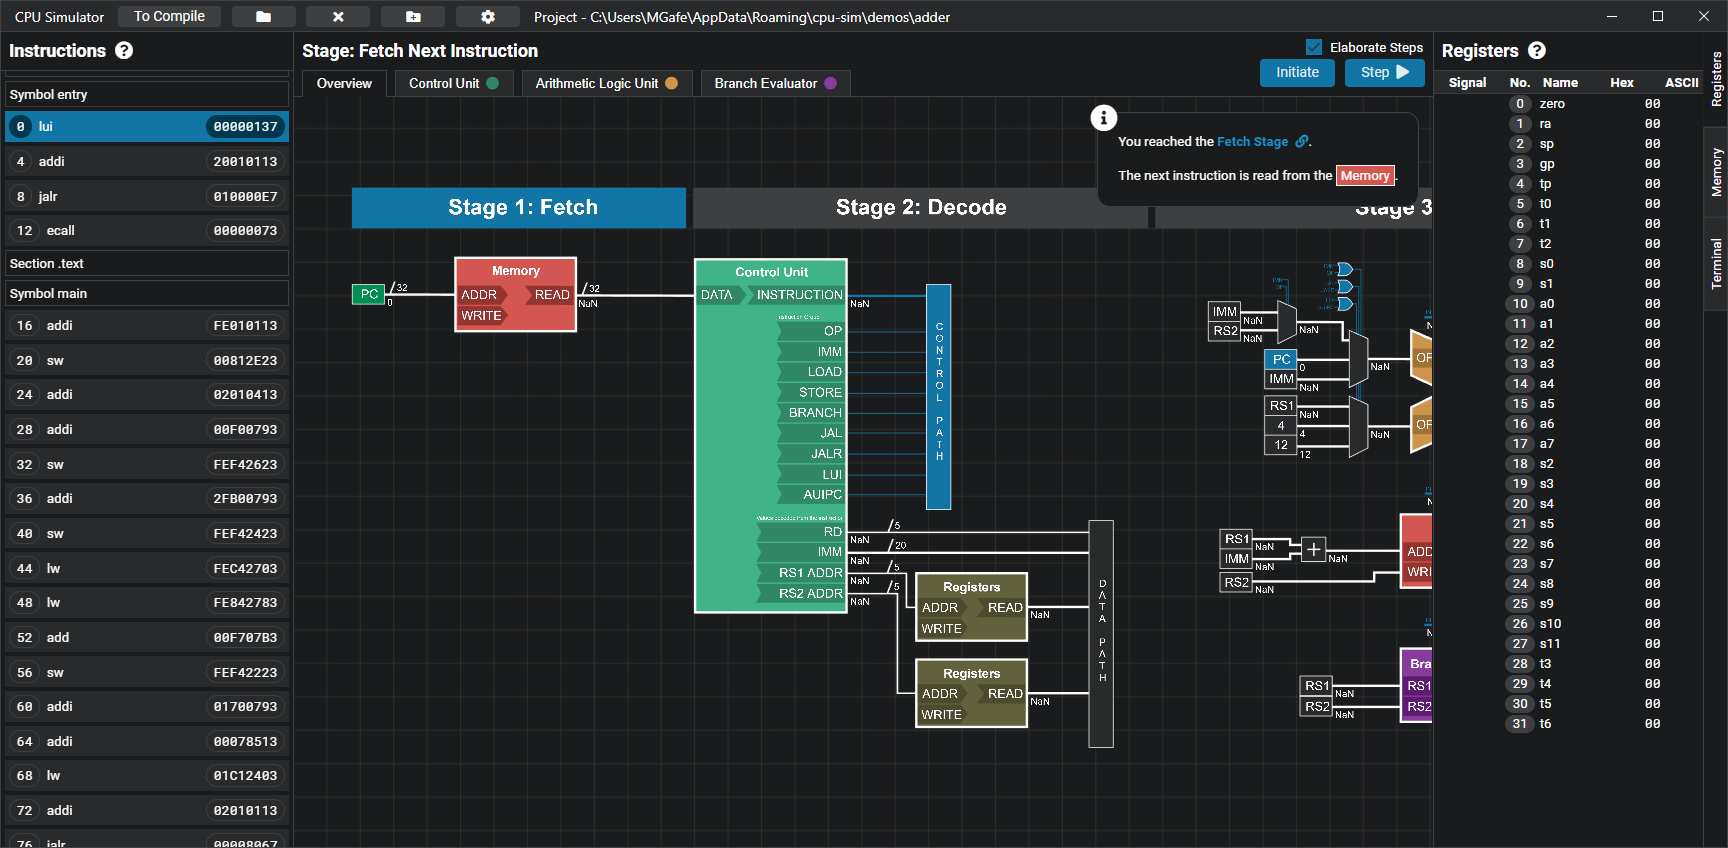 CPU Simulator
To Compile
Project - C:\Users\MGafe\AppData\Roaming\cpu-sim\demos\adder
Instructions
Symbol entry
0 lui 00000137
4 addi 20010113
8 jalr 010000E7
12 ecall 00000073
Section .text
Symbol main
16 addi FE010113
20 sw 00812E23
24 addi 02010413
28 addi 00F00793
32 sw FEF42623
36 addi 2FB00793
40 sw FEF42423
44 lw FEC42703
48 lw FE842783
52 add 00F707B3
56 sw FEF42223
60 addi 01700793
64 addi 00078513
68 lw 01C12403
72 addi 02010113
76 jalr 00008067
Stage: Fetch Next Instruction
Elaborate Steps
Initiate
Step
Overview
Control Unit
Arithmetic Logic Unit
Branch Evaluator
You reached the Fetch Stage.
The next instruction is read from the Memory.
Stage 1: Fetch
Stage 2: Decode
Stage 3
PC
32
0
Memory
ADDR
READ
WRITE
32
NaN
Control Unit
DATA
INSTRUCTION
NaN
Instruction Group
OP
IMM
LOAD
STORE
BRANCH
JAL
JALR
LUI
AUIPC
Values decoded from the instruction
RD
NaN
5
IMM
NaN
20
RS1 ADDR
NaN
5
RS2 ADDR
NaN
5
CONTROL PATH
Registers
ADDR
READ
WRITE
NaN
Registers
ADDR
READ
WRITE
NaN
DATA PATH
IMM
NaN
RS2
NaN
NaN
PC
0
IMM
NaN
NaN
RS1
NaN
4
4
12
12
NaN
OP
OP
RS1
NaN
IMM
NaN
RS2
NaN
+
NaN
ADD
WRI
RS1
NaN
RS2
NaN
Bra
RS1
RS2
Registers
Signal No. Name Hex ASCII
0 zero 00
1 ra 00
2 sp 00
3 gp 00
4 tp 00
5 t0 00
6 t1 00
7 t2 00
8 s0 00
9 s1 00
10 a0 00
11 a1 00
12 a2 00
13 a3 00
14 a4 00
15 a5 00
16 a6 00
17 a7 00
18 s2 00
19 s3 00
20 s4 00
21 s5 00
22 s6 00
23 s7 00
24 s8 00
25 s9 00
26 s10 00
27 s11 00
28 t3 00
29 t4 00
30 t5 00
31 t6 00
Registers
Memory
Terminal